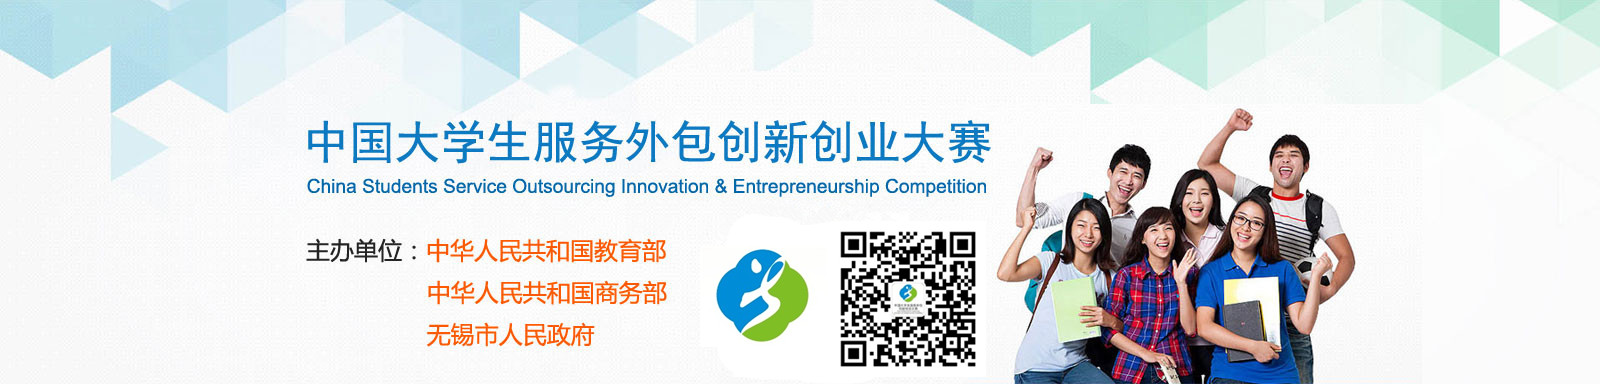 中国大学生服务外包创新创业大赛
China Students Service Outsourcing Innovation & Entrepreneurship Competition
主办单位：中华人民共和国教育部
中华人民共和国商务部
无锡市人民政府